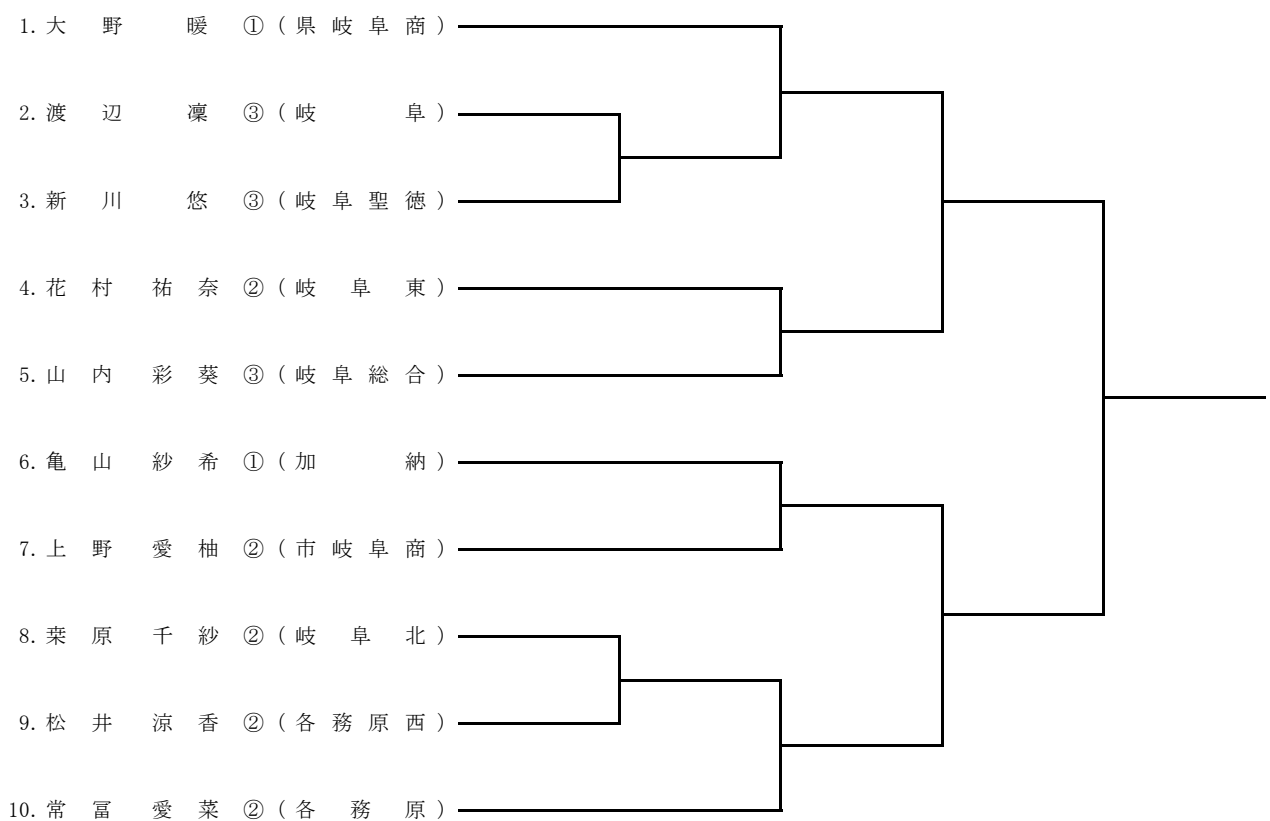 1. 大野 暖 ① (県岐阜商)
2. 渡辺 凜 ③ (岐阜)
3. 新川 悠 ③ (岐阜聖徳)
4. 花村 祐奈 ② (岐阜東)
5. 山内 彩葵 ③ (岐阜総合)
6. 亀山 紗希 ① (加納)
7. 上野 愛柚 ② (市岐阜商)
8. 桒原 千紗 ② (岐阜北)
9. 松井 涼香 ② (各務原西)
10. 常冨 愛菜 ② (各務原)